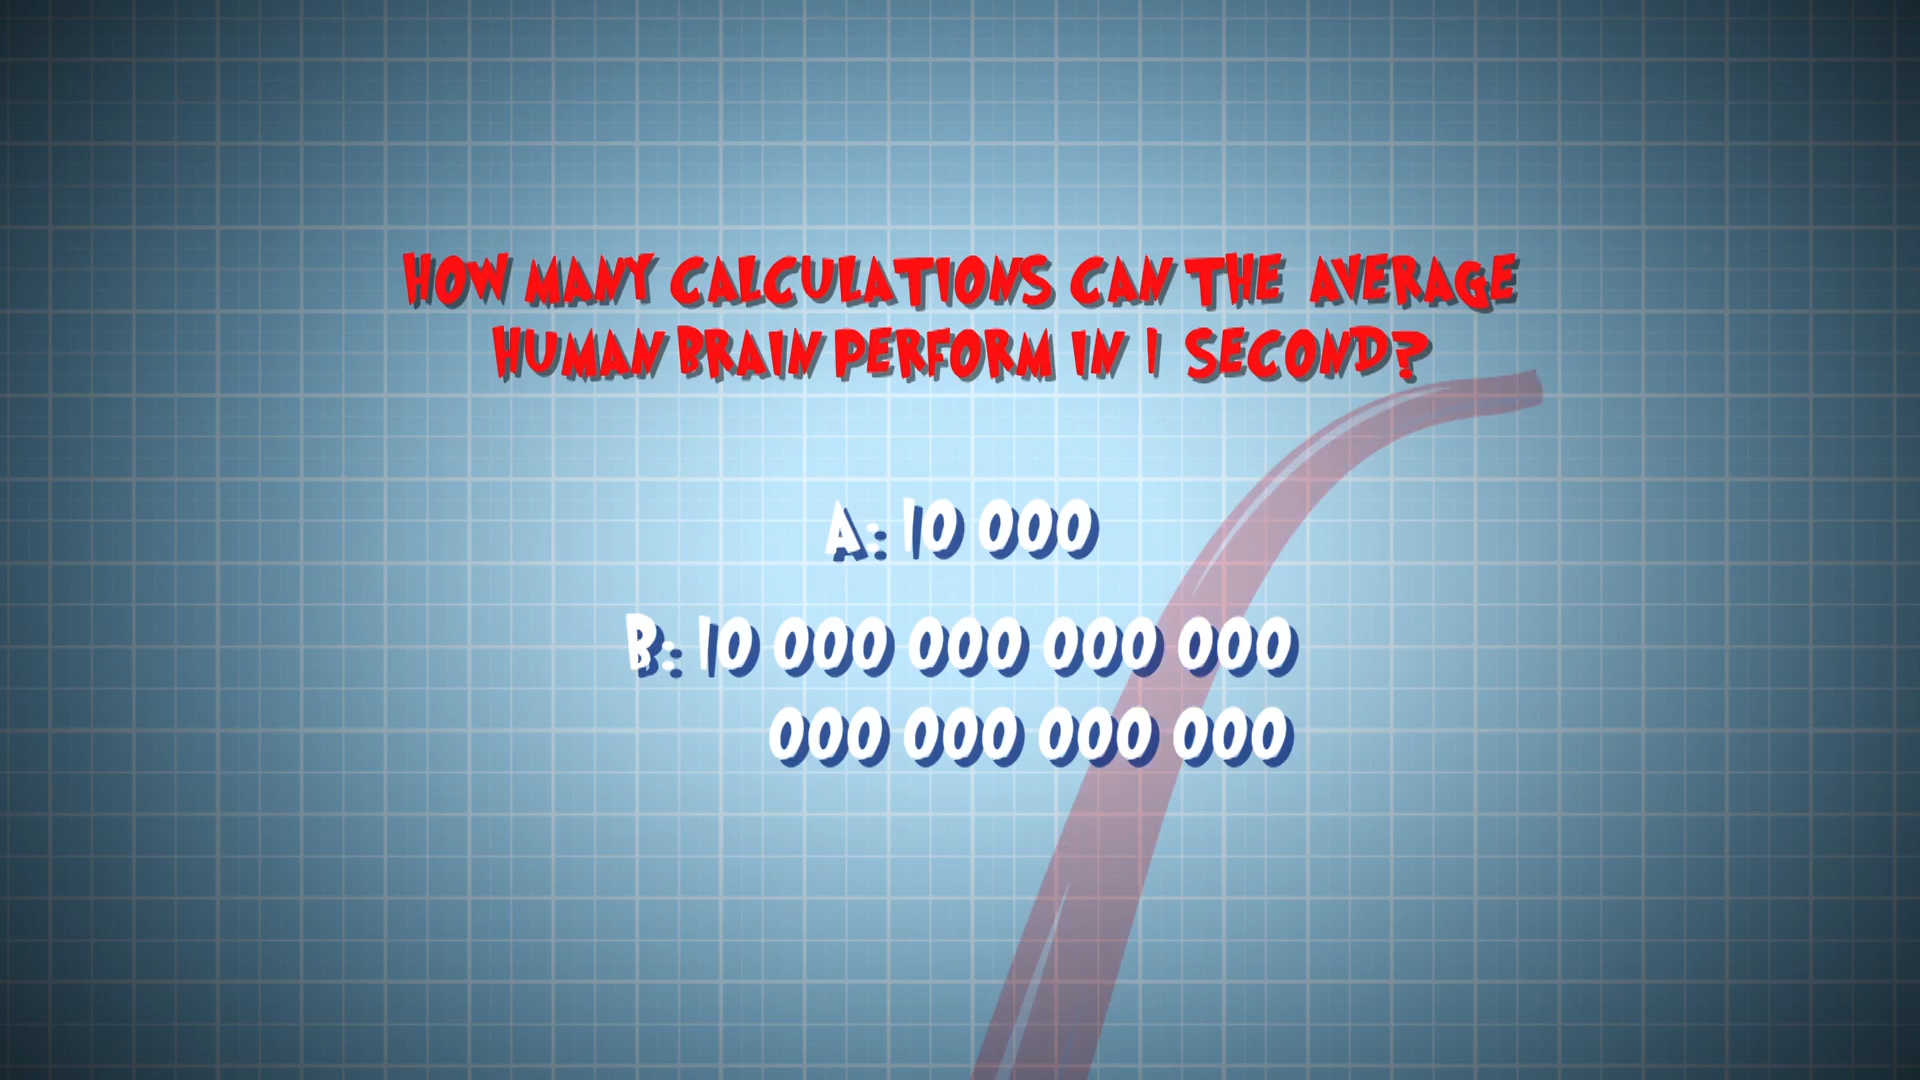 HOW MANY CALCULATIONS CAN THE AVERAGE
HUMAN BRAIN PERFORM IN 1 SECOND?
A: 10 000
B: 10 000 000 000 000
000 000 000 000